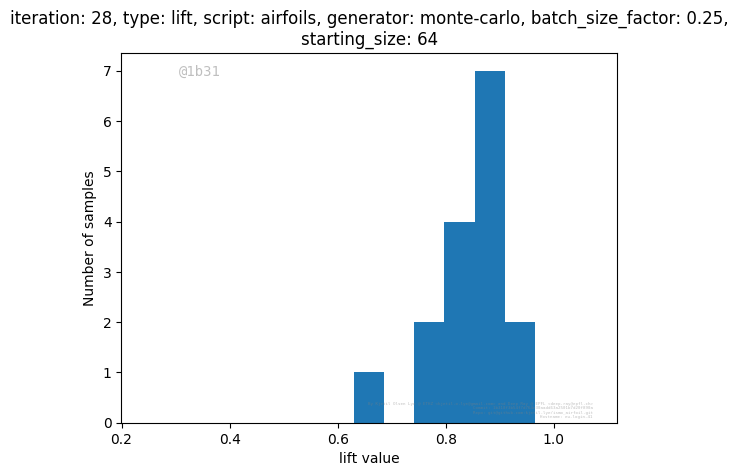 iteration: 28, type: lift, script: airfoils, generator: monte-carlo, batch_size_factor: 0.25,
starting_size: 64
@1b31
7
6
5
4
3
2
1
0
Number of samples
0.2 0.4 0.6 0.8 1.0
lift value